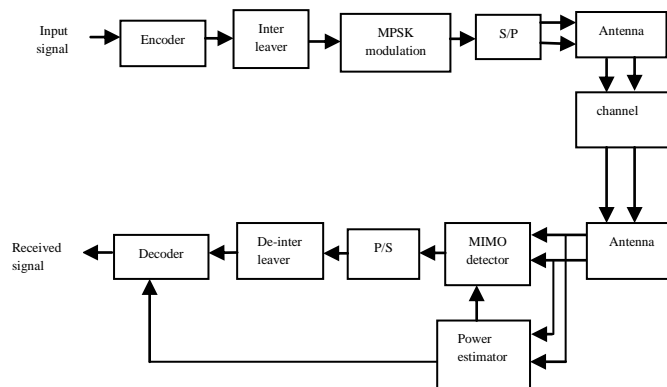 Input
signal
Encoder
Inter
leaver
MPSK
modulation
S/P
Antenna
channel
Received
signal
Decoder
De-inter
leaver
P/S
MIMO
detector
Antenna
Power
estimator